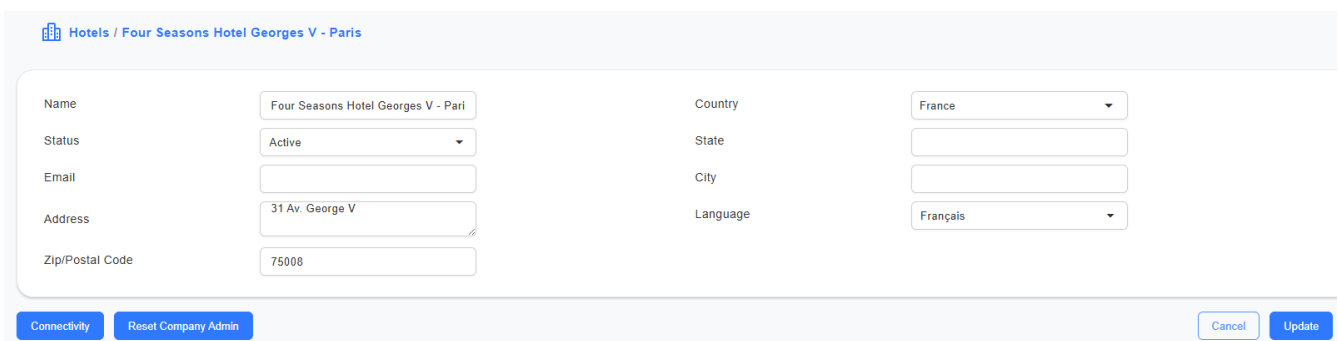 Hotels / Four Seasons Hotel Georges V - Paris
Name
Four Seasons Hotel Georges V - Pari
Status
Active
Email
Address
31 Av. George V
Zip/Postal Code
75008
Country
France
State
City
Language
Français
Connectivity
Reset Company Admin
Cancel
Update